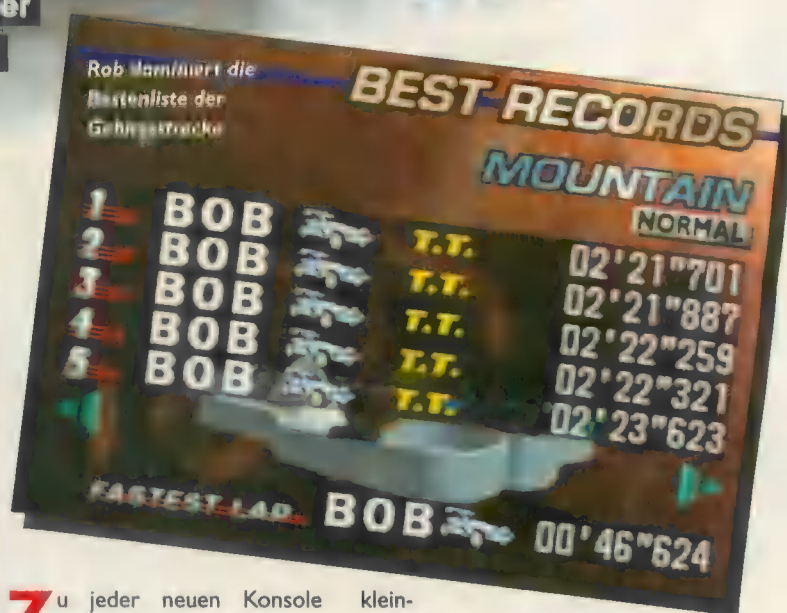 er
Rob dominiert die
Bestenliste der
Gebirgsstrecke
BEST RECORDS
MOUNTAIN
NORMAL
1 BOB T.T. 02'21"701
2 BOB T.T. 02'21"887
3 BOB T.T. 02'22"259
4 BOB T.T. 02'22"321
5 BOB T.T. 02'23"623
FASTEST LAP BOB 00'46"624
Zu jeder neuen Konsole klein-